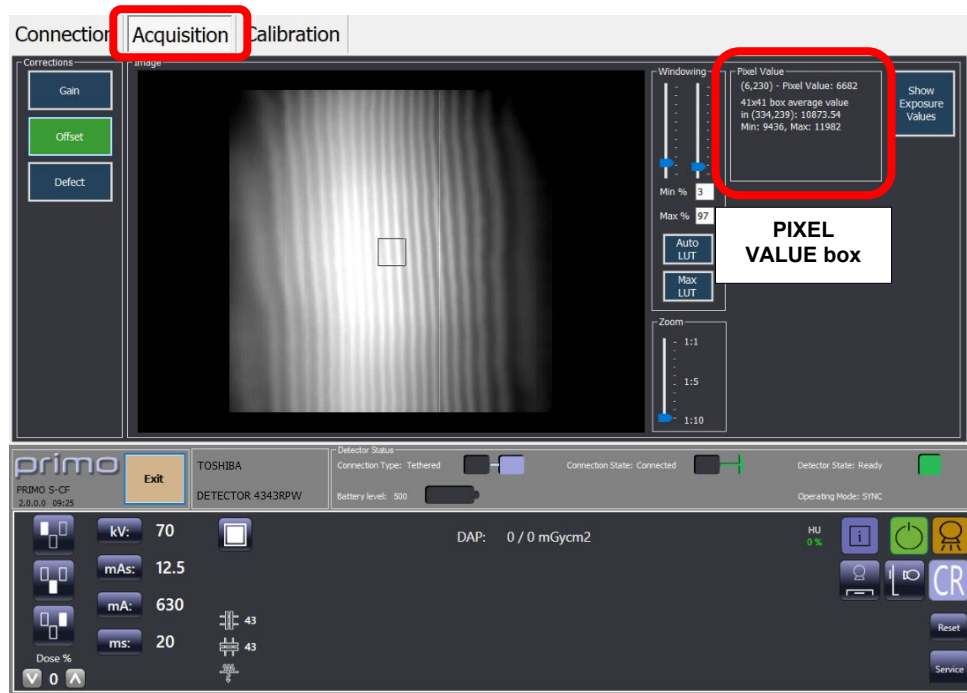 Connection Acquisition Calibration
Corrections
Gain
Offset
Defect
Image
Windowing
Min % 3
Max % 97
Auto LUT
Max LUT
Zoom
1:1
1:5
1:10
Pixel Value
(6,230) - Pixel Value: 6682
41x41 box average value
in (334,239): 10873.54
Min: 9436, Max: 11982
Show
Exposure
Values
PIXEL
VALUE box
primo
PRIMO S-CF
2.0.0.0 09:25
Exit
TOSHIBA
DETECTOR 4343RPW
Detector Status
Connection Type: Tethered
Connection State: Connected
Detector State: Ready
Battery level: 500
Operating Mode: SYNC
kV: 70
mAs: 12.5
mA: 630
ms: 20
Dose %
0
43
43
DAP: 0 / 0 mGycm2
HU
0 %
i
CR
Reset
Service